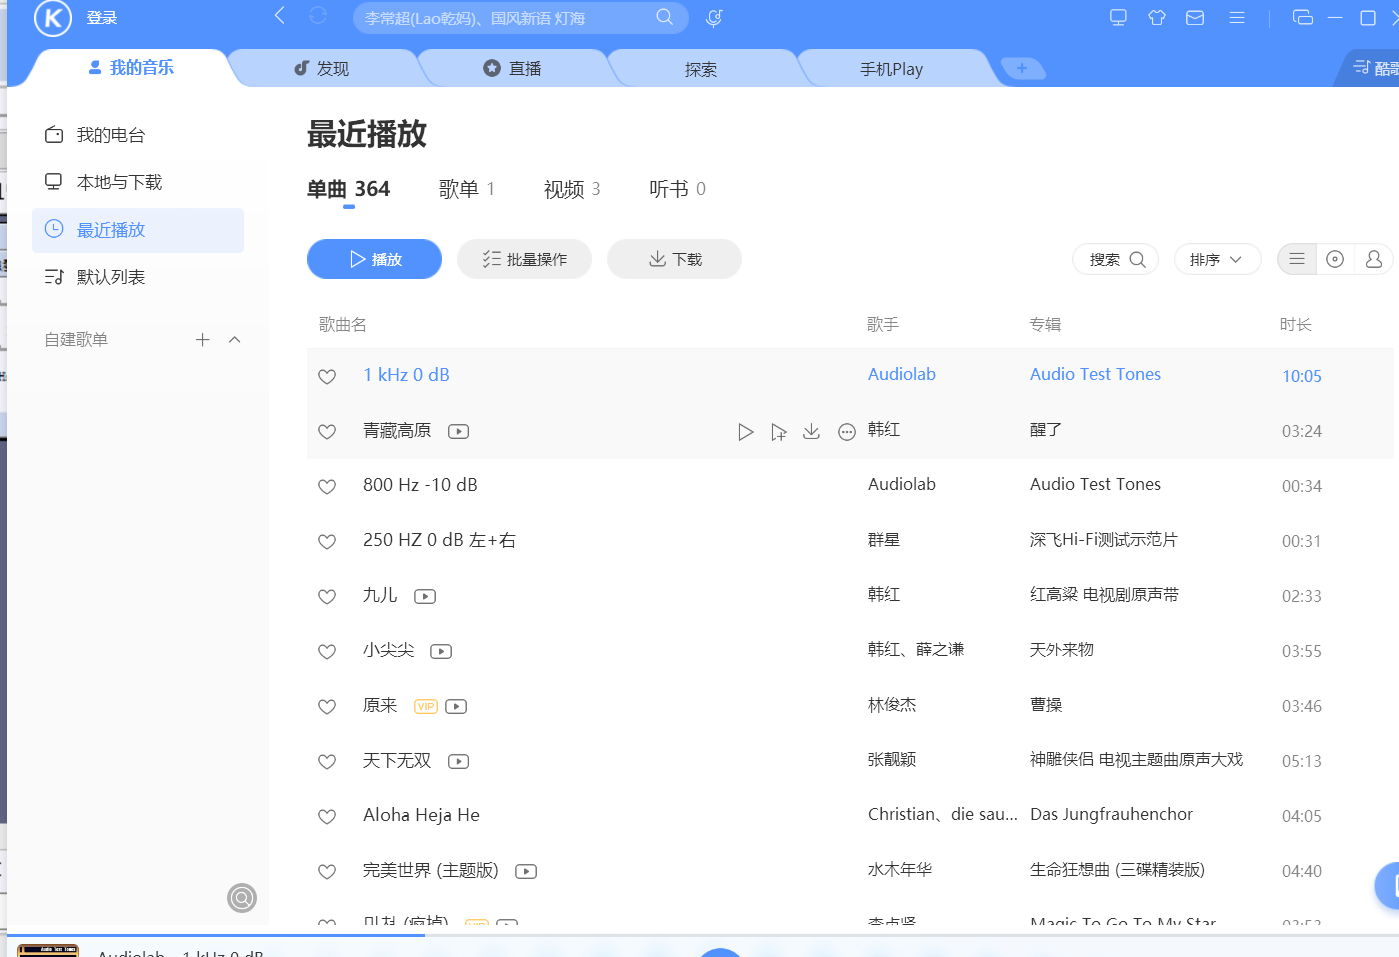 K 登录 李常超(Lao乾妈)、国风新语 灯海
我的音乐 发现 直播 探索 手机Play 酷歌
我的电台
本地与下载
最近播放
默认列表
自建歌单
最近播放
单曲 364 歌单 1 视频 3 听书 0
播放 批量操作 下载 搜索 排序
歌曲名 歌手 专辑 时长
1 kHz 0 dB Audiolab Audio Test Tones 10:05
青藏高原 韩红 醒了 03:24
800 Hz -10 dB Audiolab Audio Test Tones 00:34
250 HZ 0 dB 左+右 群星 深飞Hi-Fi测试示范片 00:31
九儿 韩红 红高粱 电视剧原声带 02:33
小尖尖 韩红、薛之谦 天外来物 03:55
原来 VIP 林俊杰 曹操 03:46
天下无双 张靓颖 神雕侠侣 电视主题曲原声大戏 05:13
Aloha Heja He Christian、die sau... Das Jungfrauhenchor 04:05
完美世界 (主题版) 水木年华 生命狂想曲 (三碟精装版) 04:40
(疯掉) VIP 李贞贤 Magic To Go To My Star 03:53
Audio Test Tones
Audiolab - 1 kHz 0 dB